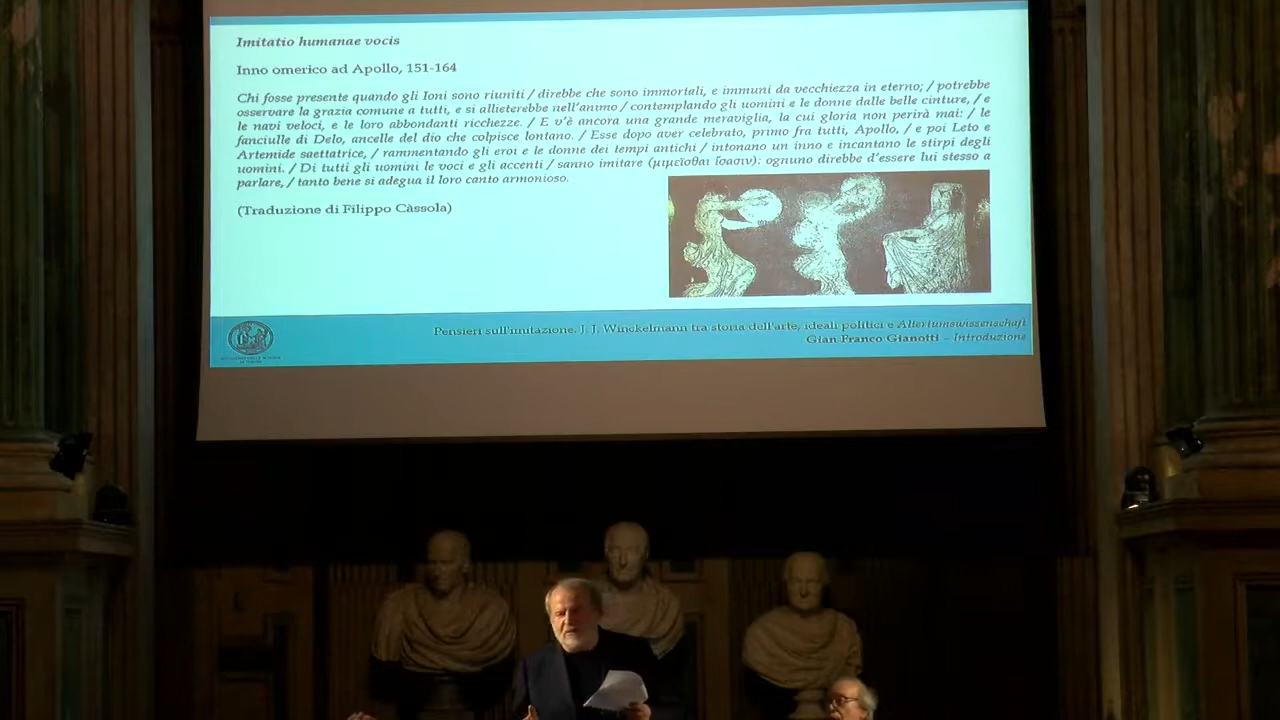 Imitatio humanae vocis
Inno omerico ad Apollo, 151-164
Chi fosse presente quando gli Ioni sono riuniti / direbbe che sono immortali, e immuni da vecchiezza in eterno; / potrebbe
osservare la grazia comune a tutti, e si allieterebbe nell'animo / contemplando gli uomini e le donne dalle belle cinture, / e
le navi veloci, e le loro abbondanti ricchezze. / E v'è ancora una grande meraviglia, la cui gloria non perirà mai: / le
fanciulle di Delo, ancelle del dio che colpisce lontano. / Esse dopo aver celebrato, primo fra tutti, Apollo, / e poi Leto e
Artemide saettatrice, / rammentando gli eroi e le donne dei tempi antichi / intonano un inno e incantano le stirpi degli
uomini. / Di tutti gli uomini le voci e gli accenti / sanno imitare (μιμεῖσθαι ἴσασιν): ognuno direbbe d'essere lui stesso a
parlare, / tanto bene si adegua il loro canto armonioso.
(Traduzione di Filippo Càssola)
Pensieri sull'imitazione. J. J. Winckelmann tra storia dell'arte, ideali politici e Altertumswissenschaft
Gian Franco Gianotti – Introduzione